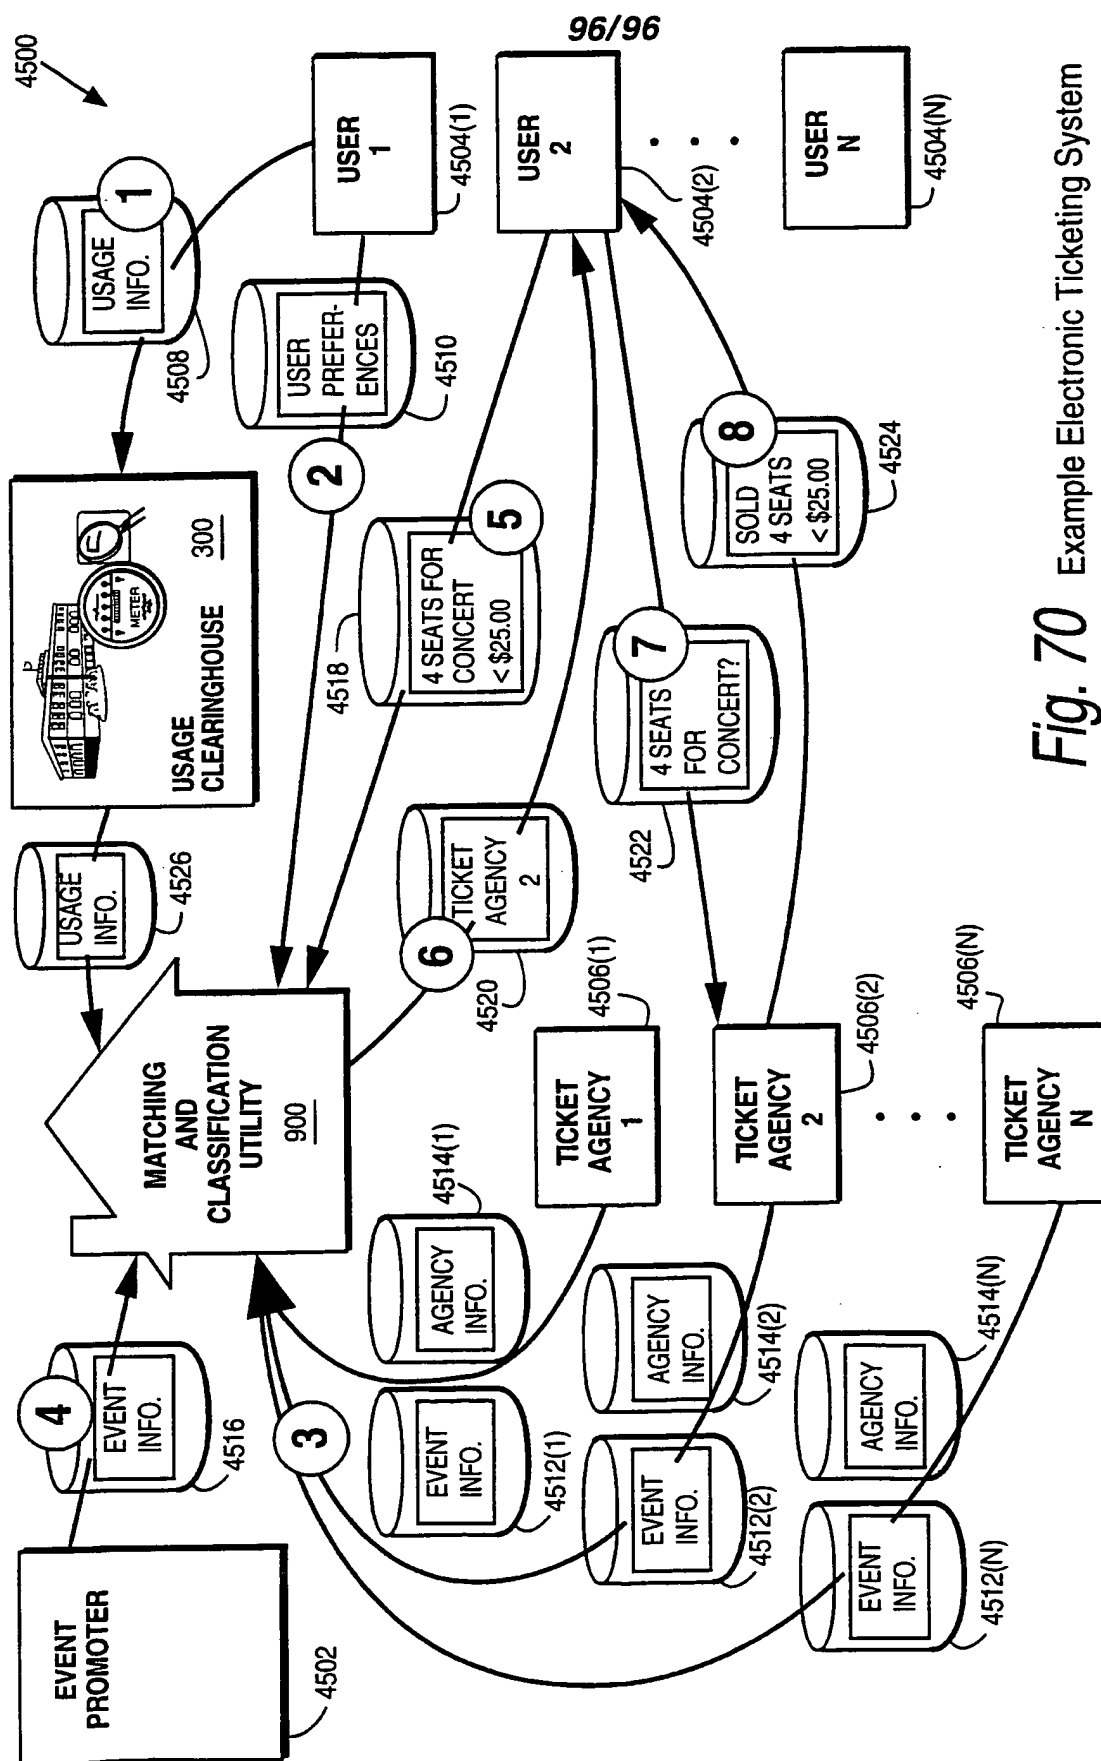 96/96
4500
EVENT
PROMOTER
4502
4
EVENT
INFO.
4516
MATCHING
AND
CLASSIFICATION
UTILITY
900
USAGE
INFO.
4526
METER
300
USAGE
CLEARINGHOUSE
USAGE
INFO.
1
4508
2
USER
PREFER-
ENCES
4510
USER
1
4504(1)
3
EVENT
INFO.
4512(1)
AGENCY
INFO.
4514(1)
6
TICKET
AGENCY
2
4520
4518
4 SEATS FOR
CONCERT
< $25.00
5
USER
2
4504(2)
TICKET
AGENCY
1
4506(1)
EVENT
INFO.
4512(2)
AGENCY
INFO.
4514(2)
TICKET
AGENCY
2
4506(2)
4522
7
4 SEATS
FOR
CONCERT?
8
SOLD
4 SEATS
< $25.00
4524
USER
N
4504(N)
EVENT
INFO.
4512(N)
AGENCY
INFO.
4514(N)
TICKET
AGENCY
N
4506(N)
Fig. 70 Example Electronic Ticketing System